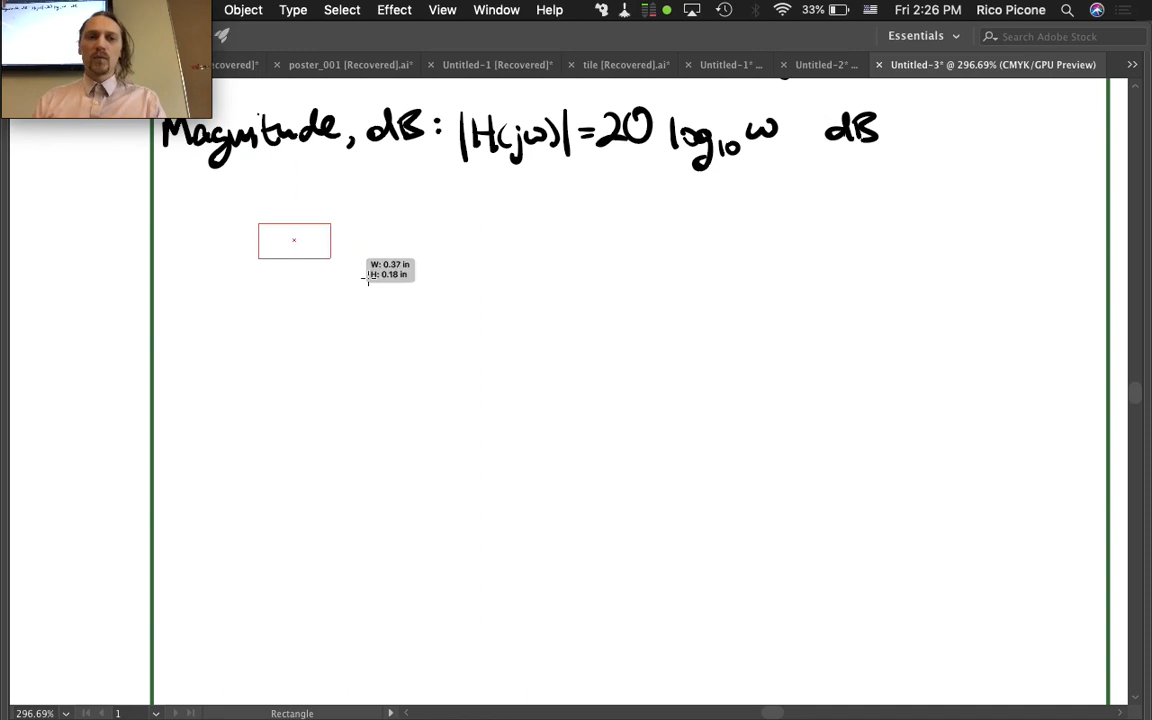 Object Type Select Effect View Window Help 33% Fri 2:26 PM Rico Picone
Essentials Search Adobe Stock
ecovered]* × poster_001 [Recovered].ai* × Untitled-1 [Recovered]* × tile [Recovered].ai* × Untitled-1* ... × Untitled-2* ... × Untitled-3* @ 296.69% (CMYK/GPU Preview) >>
Magnitude, dB: |H(jω)| = 20 log₁₀ ω dB
W: 0.37 in
H: 0.18 in
296.69% 1 Rectangle